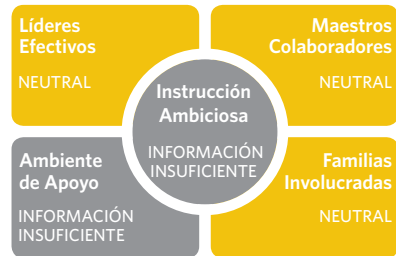 Líderes
Efectivos
NEUTRAL
Maestros
Colaboradores
NEUTRAL
Instrucción
Ambiciosa
INFORMACIÓN
INSUFICIENTE
Ambiente
de Apoyo
INFORMACIÓN
INSUFICIENTE
Familias
Involucradas
NEUTRAL